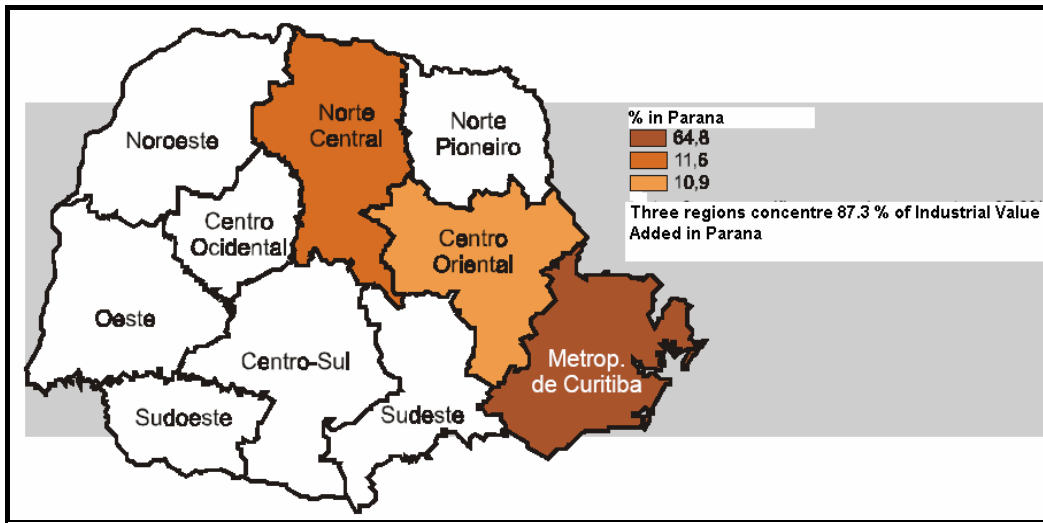 Noroeste
Norte
Central
Norte
Pioneiro
Centro
Ocidental
Centro
Oriental
Oeste
Centro-Sul
Metrop.
de Curitiba
Sudoeste
Sudeste
% in Parana
64,8
11,6
10,9
Three regions concentre 87.3 % of Industrial Value
Added in Parana